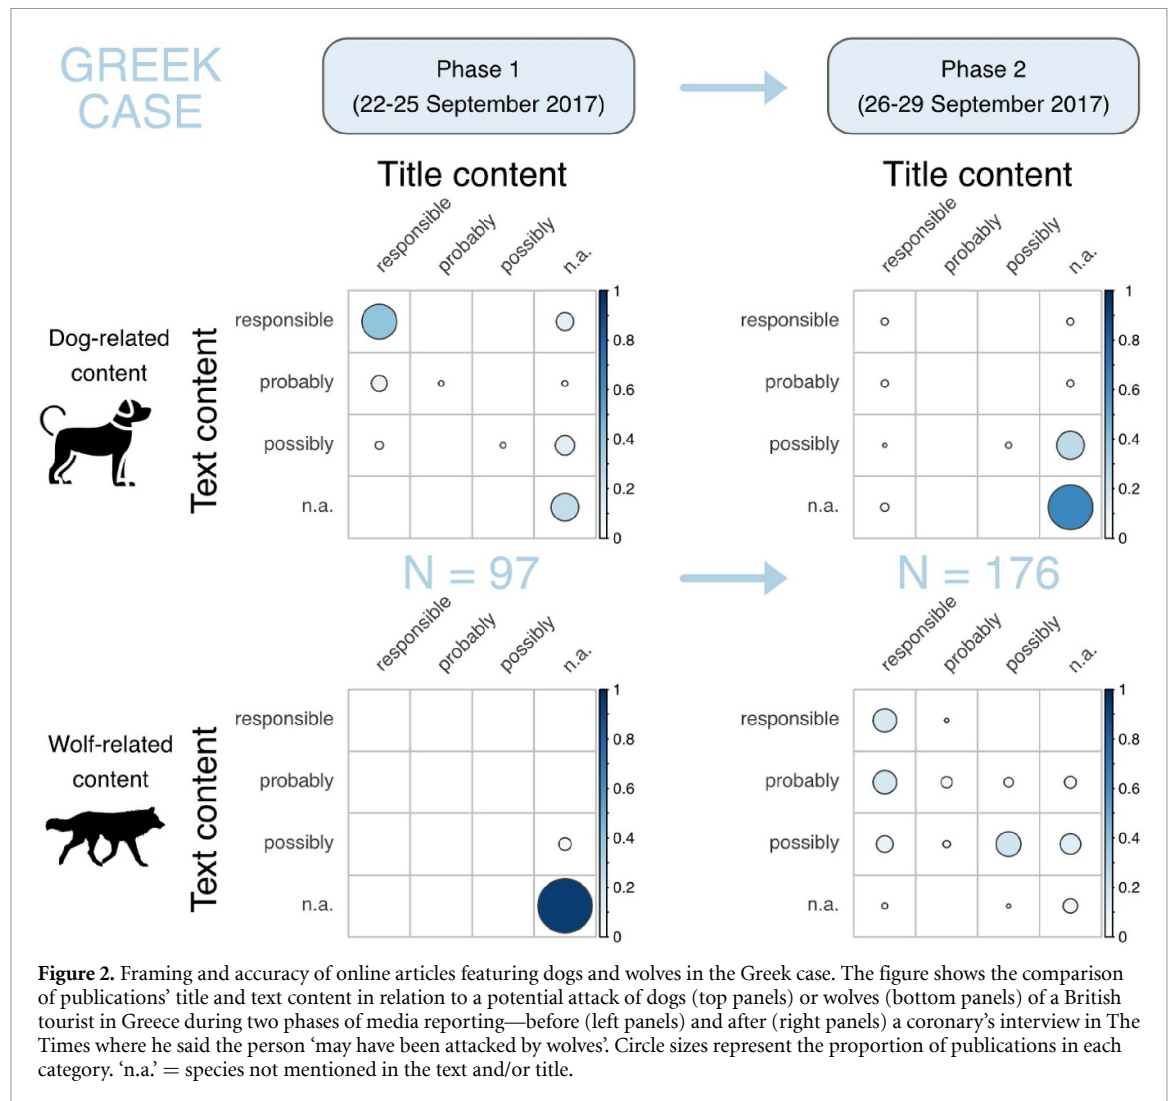 GREEK
CASE
Phase 1
(22-25 September 2017)
Phase 2
(26-29 September 2017)
Title content
Title content
responsible
probably
possibly
n.a.
responsible
probably
possibly
n.a.
Dog-related
content
Text content
responsible
probably
possibly
n.a.
1
0.8
0.6
0.4
0.2
0
responsible
probably
possibly
n.a.
1
0.8
0.6
0.4
0.2
0
N = 97
N = 176
responsible
probably
possibly
n.a.
responsible
probably
possibly
n.a.
Wolf-related
content
Text content
responsible
probably
possibly
n.a.
1
0.8
0.6
0.4
0.2
0
responsible
probably
possibly
n.a.
1
0.8
0.6
0.4
0.2
0
Figure 2. Framing and accuracy of online articles featuring dogs and wolves in the Greek case. The figure shows the comparison
of publications' title and text content in relation to a potential attack of dogs (top panels) or wolves (bottom panels) of a British
tourist in Greece during two phases of media reporting—before (left panels) and after (right panels) a coronary's interview in The
Times where he said the person 'may have been attacked by wolves'. Circle sizes represent the proportion of publications in each
category. 'n.a.' = species not mentioned in the text and/or title.